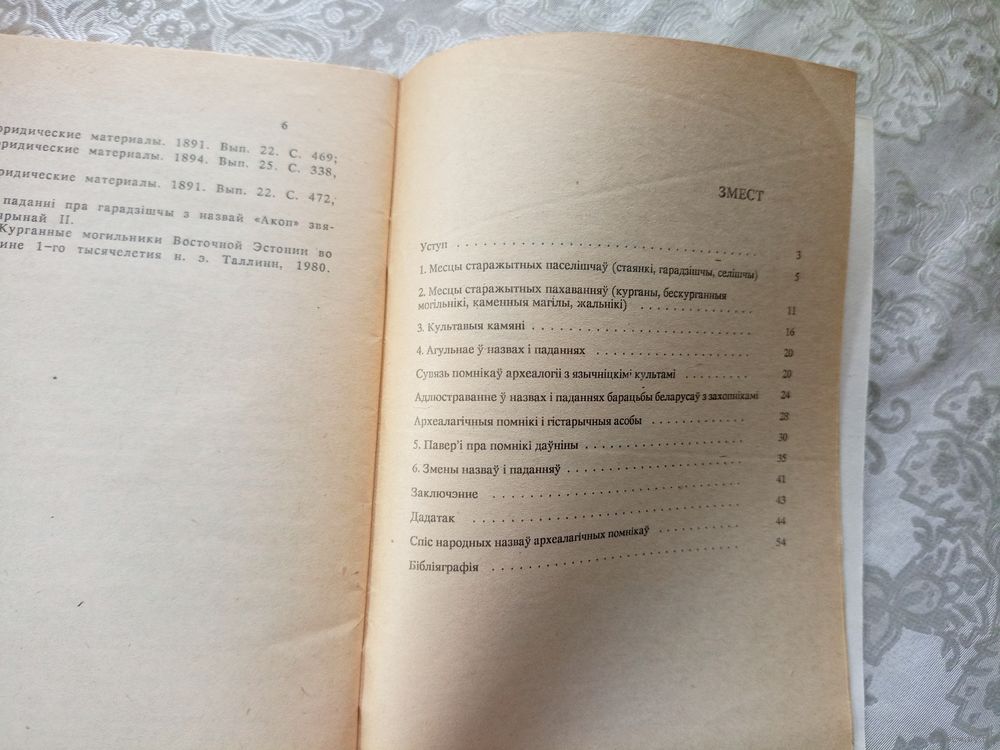 6
оридические материалы. 1891. Вып. 22. С. 469;
ридические материалы. 1894. Вып. 25. С. 338,
ридические материалы. 1891. Вып. 22. С. 472,
паданні пра гарадзішчы з назвай «Акоп» звя-
ярынай II.
Курганные могильники Восточной Эстонии во
ине 1-го тысячелетия н. э. Таллинн, 1980.
ЗМЕСТ
Уступ . . . . . . . . . . . . . . . . . . . . . . . . 3
1. Месцы старажытных паселішчаў (стаянкі, гарадзішчы, селішчы) 5
2. Месцы старажытных пахаванняў (курганы, бескурганныя
могільнікі, каменныя магілы, жальнікі) . . . . . . . . . . . 11
3. Культавыя камяні . . . . . . . . . . . . . . . . . . . . 16
4. Агульнае ў назвах і паданнях . . . . . . . . . . . . . . 20
Сувязь помнікаў археалогіі з язычніцкімі культамі . . . . . . . . 20
Адлюстраванне ў назвах і паданнях барацьбы беларусаў з захопнікамі 24
Археалагічныя помнікі і гістарычныя асобы . . . . . . . . . 28
5. Павер'і пра помнікі даўніны . . . . . . . . . . . . . . . 30
6. Змены назваў і паданняў . . . . . . . . . . . . . . . . 35
Заключэнне . . . . . . . . . . . . . . . . . . . . . . 41
Дадатак . . . . . . . . . . . . . . . . . . . . . . . . 43
Спіс народных назваў археалагічных помнікаў . . . . . . . . 44
Бібліяграфія . . . . . . . . . . . . . . . . . . . . . . 54